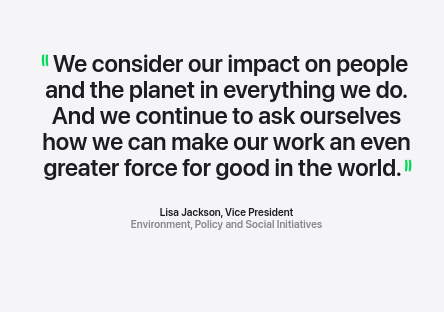 “We consider our impact on people
and the planet in everything we do.
And we continue to ask ourselves
how we can make our work an even
greater force for good in the world.”
Lisa Jackson, Vice President
Environment, Policy and Social Initiatives